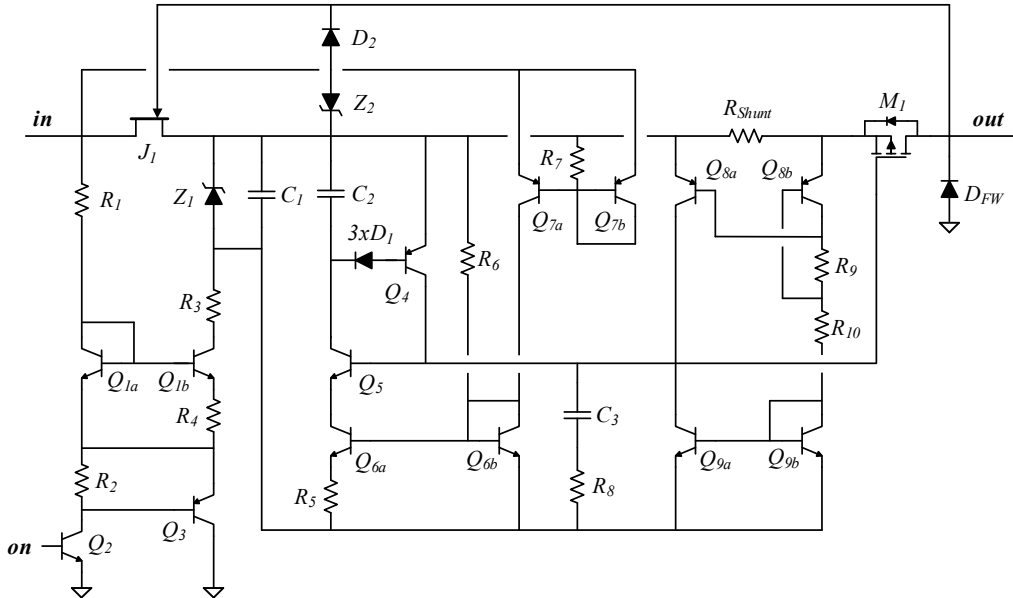 D2
Z2
M1
RShunt
in
out
J1
R7
Q8a
Q8b
Z1
C1
C2
DFW
R1
Q7a
Q7b
3xD1
R6
R9
Q4
R3
R10
Q1a
Q1b
Q5
C3
R4
Q6a
Q6b
Q9a
Q9b
R2
R5
R8
Q3
on
Q2